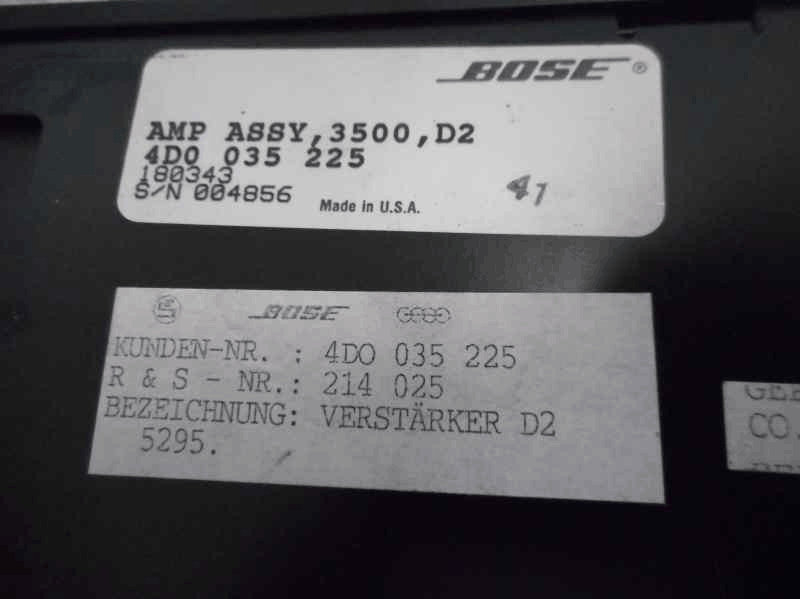 BOSE®
AMP ASSY,3500,D2
4D0 035 225
180343
S/N 004856
Made in U.S.A.
41
BOSE
KUNDEN-NR. : 4D0 035 225
R & S - NR.: 214 025
BEZEICHNUNG: VERSTÄRKER D2
5295.
CO.